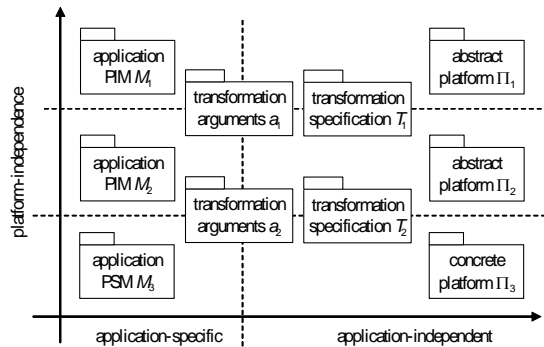 platform-independence
application
PIM M1
abstract
platform Π1
transformation
arguments a1
transformation
specification T1
application
PIM M2
abstract
platform Π2
transformation
arguments a2
transformation
specification T2
application
PSM M3
concrete
platform Π3
application-specific
application-independent